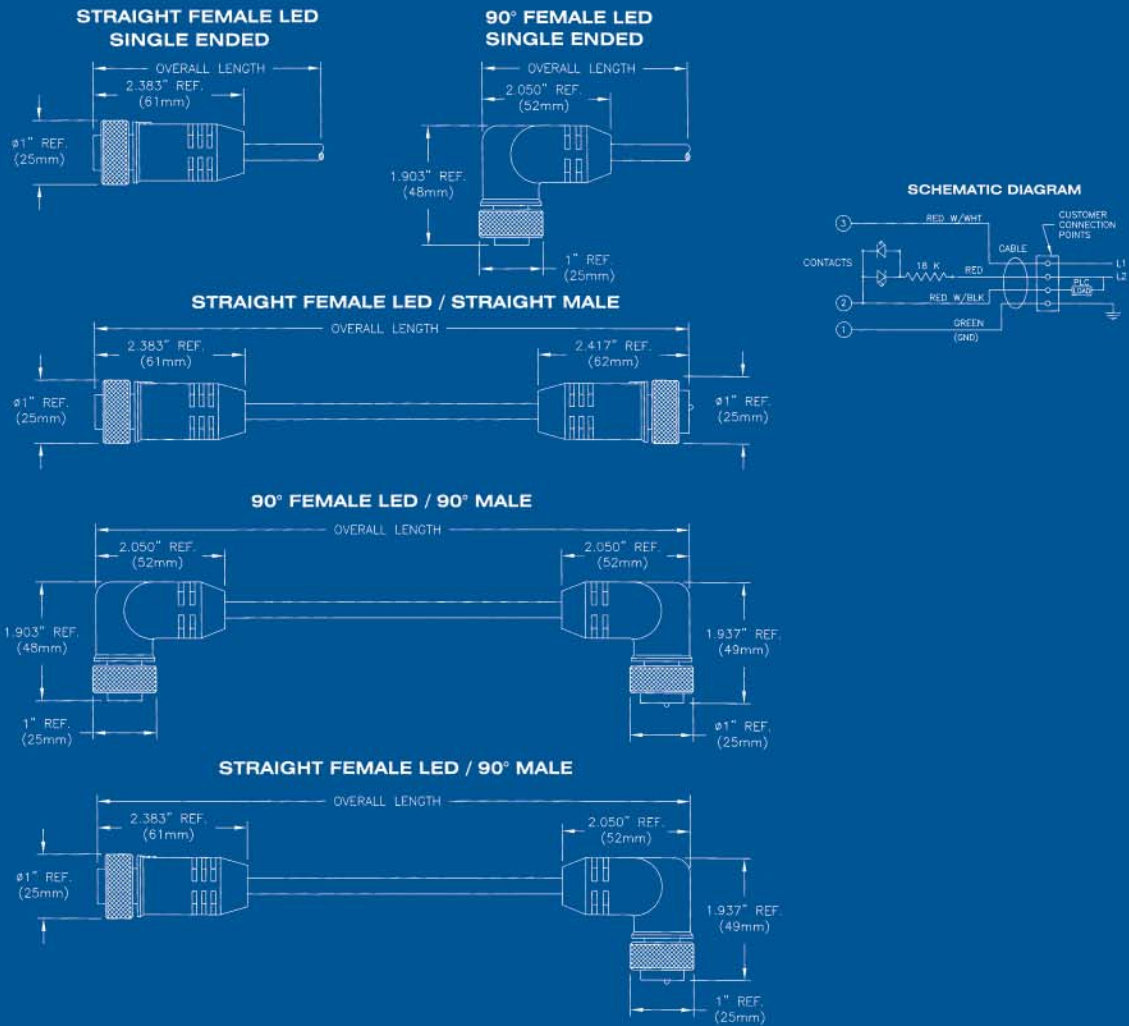 STRAIGHT FEMALE LED
SINGLE ENDED
OVERALL LENGTH
2.383" REF.
(61mm)
ø1" REF.
(25mm)
90° FEMALE LED
SINGLE ENDED
OVERALL LENGTH
2.050" REF.
(52mm)
1.903" REF.
(48mm)
1" REF.
(25mm)
SCHEMATIC DIAGRAM
3
RED W/WHT
CUSTOMER
CONNECTION
POINTS
CABLE
CONTACTS
18 K
RED
L1
L2
PLC
LOAD
2
RED W/BLK
1
GREEN
(GND)
STRAIGHT FEMALE LED / STRAIGHT MALE
OVERALL LENGTH
2.383" REF.
(61mm)
2.417" REF.
(62mm)
ø1" REF.
(25mm)
ø1" REF.
(25mm)
90° FEMALE LED / 90° MALE
OVERALL LENGTH
2.050" REF.
(52mm)
2.050" REF.
(52mm)
1.903" REF.
(48mm)
1.937" REF.
(49mm)
1" REF.
(25mm)
ø1" REF.
(25mm)
STRAIGHT FEMALE LED / 90° MALE
OVERALL LENGTH
2.383" REF.
(61mm)
2.050" REF.
(52mm)
ø1" REF.
(25mm)
1.937" REF.
(49mm)
1" REF.
(25mm)